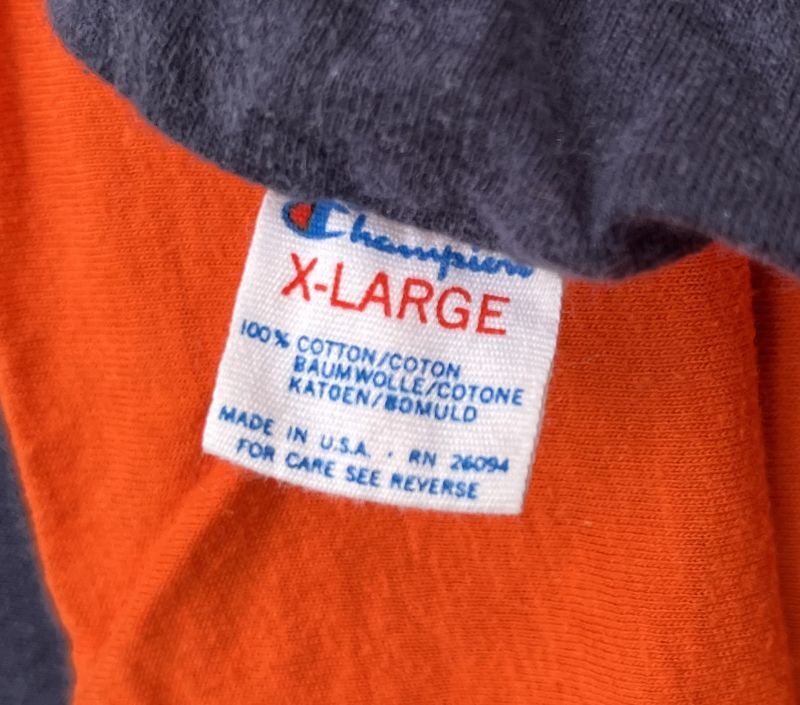 Champion
X-LARGE
100% COTTON/COTON
BAUMWOLLE/COTONE
KATOEN/BOMULD
MADE IN U.S.A. · RN 26094
FOR CARE SEE REVERSE